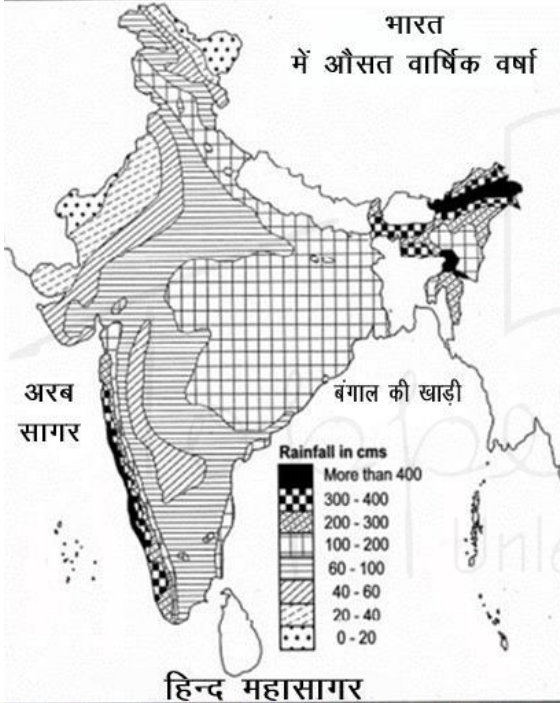 भारत
में औसत वार्षिक वर्षा
अरब
सागर
बंगाल की खाड़ी
Rainfall in cms
More than 400
300 - 400
200 - 300
100 - 200
60 - 100
40 - 60
20 - 40
0 - 20
हिन्द महासागर